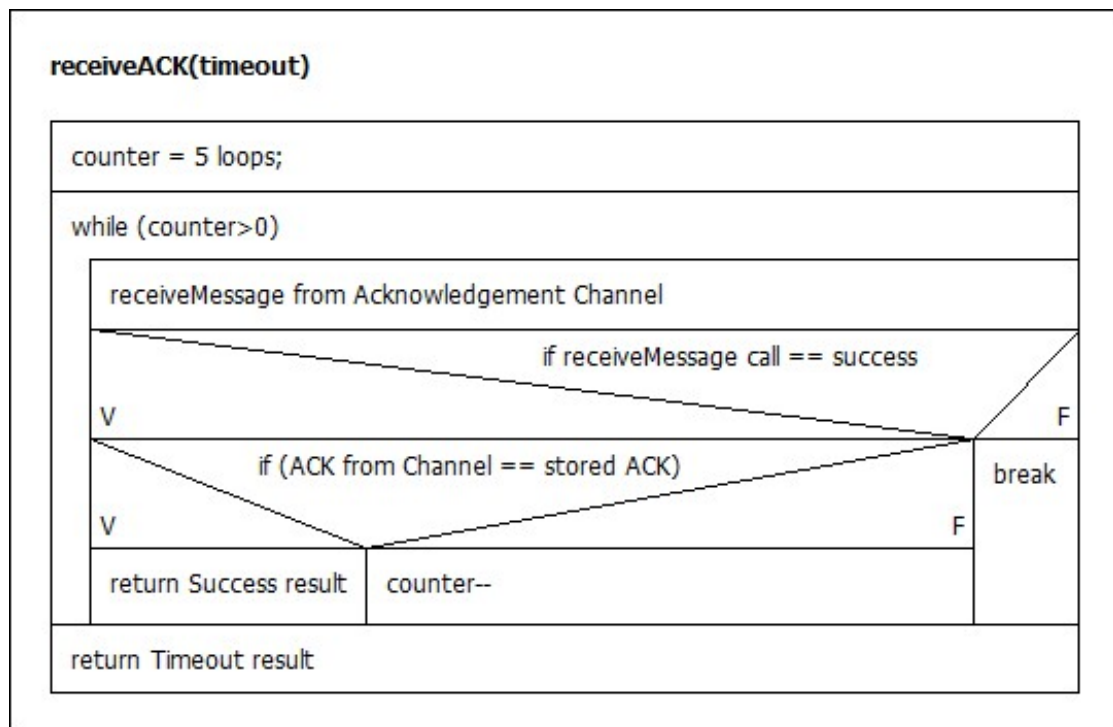 receiveACK(timeout)
counter = 5 loops;
while (counter>0)
receiveMessage from Acknowledgement Channel
if receiveMessage call == success
V
F
if (ACK from Channel == stored ACK)
V
F
break
return Success result
counter--
return Timeout result